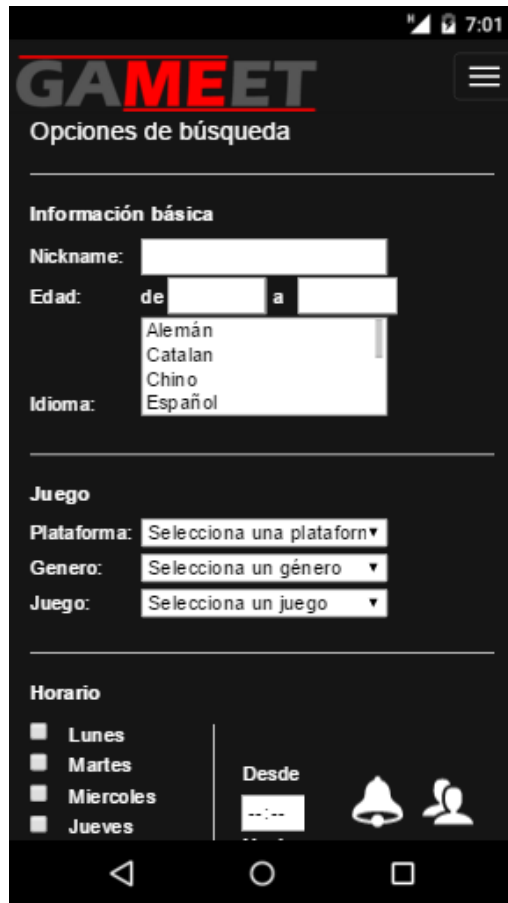 H 7:01
GAMEET
Opciones de búsqueda
Información básica
Nickname:
Edad: de a
Alemán
Catalan
Chino
Idioma: Español
Juego
Plataforma: Selecciona una plataform
Genero: Selecciona un género
Juego: Selecciona un juego
Horario
Lunes
Martes
Desde
Miercoles
--:--
Jueves